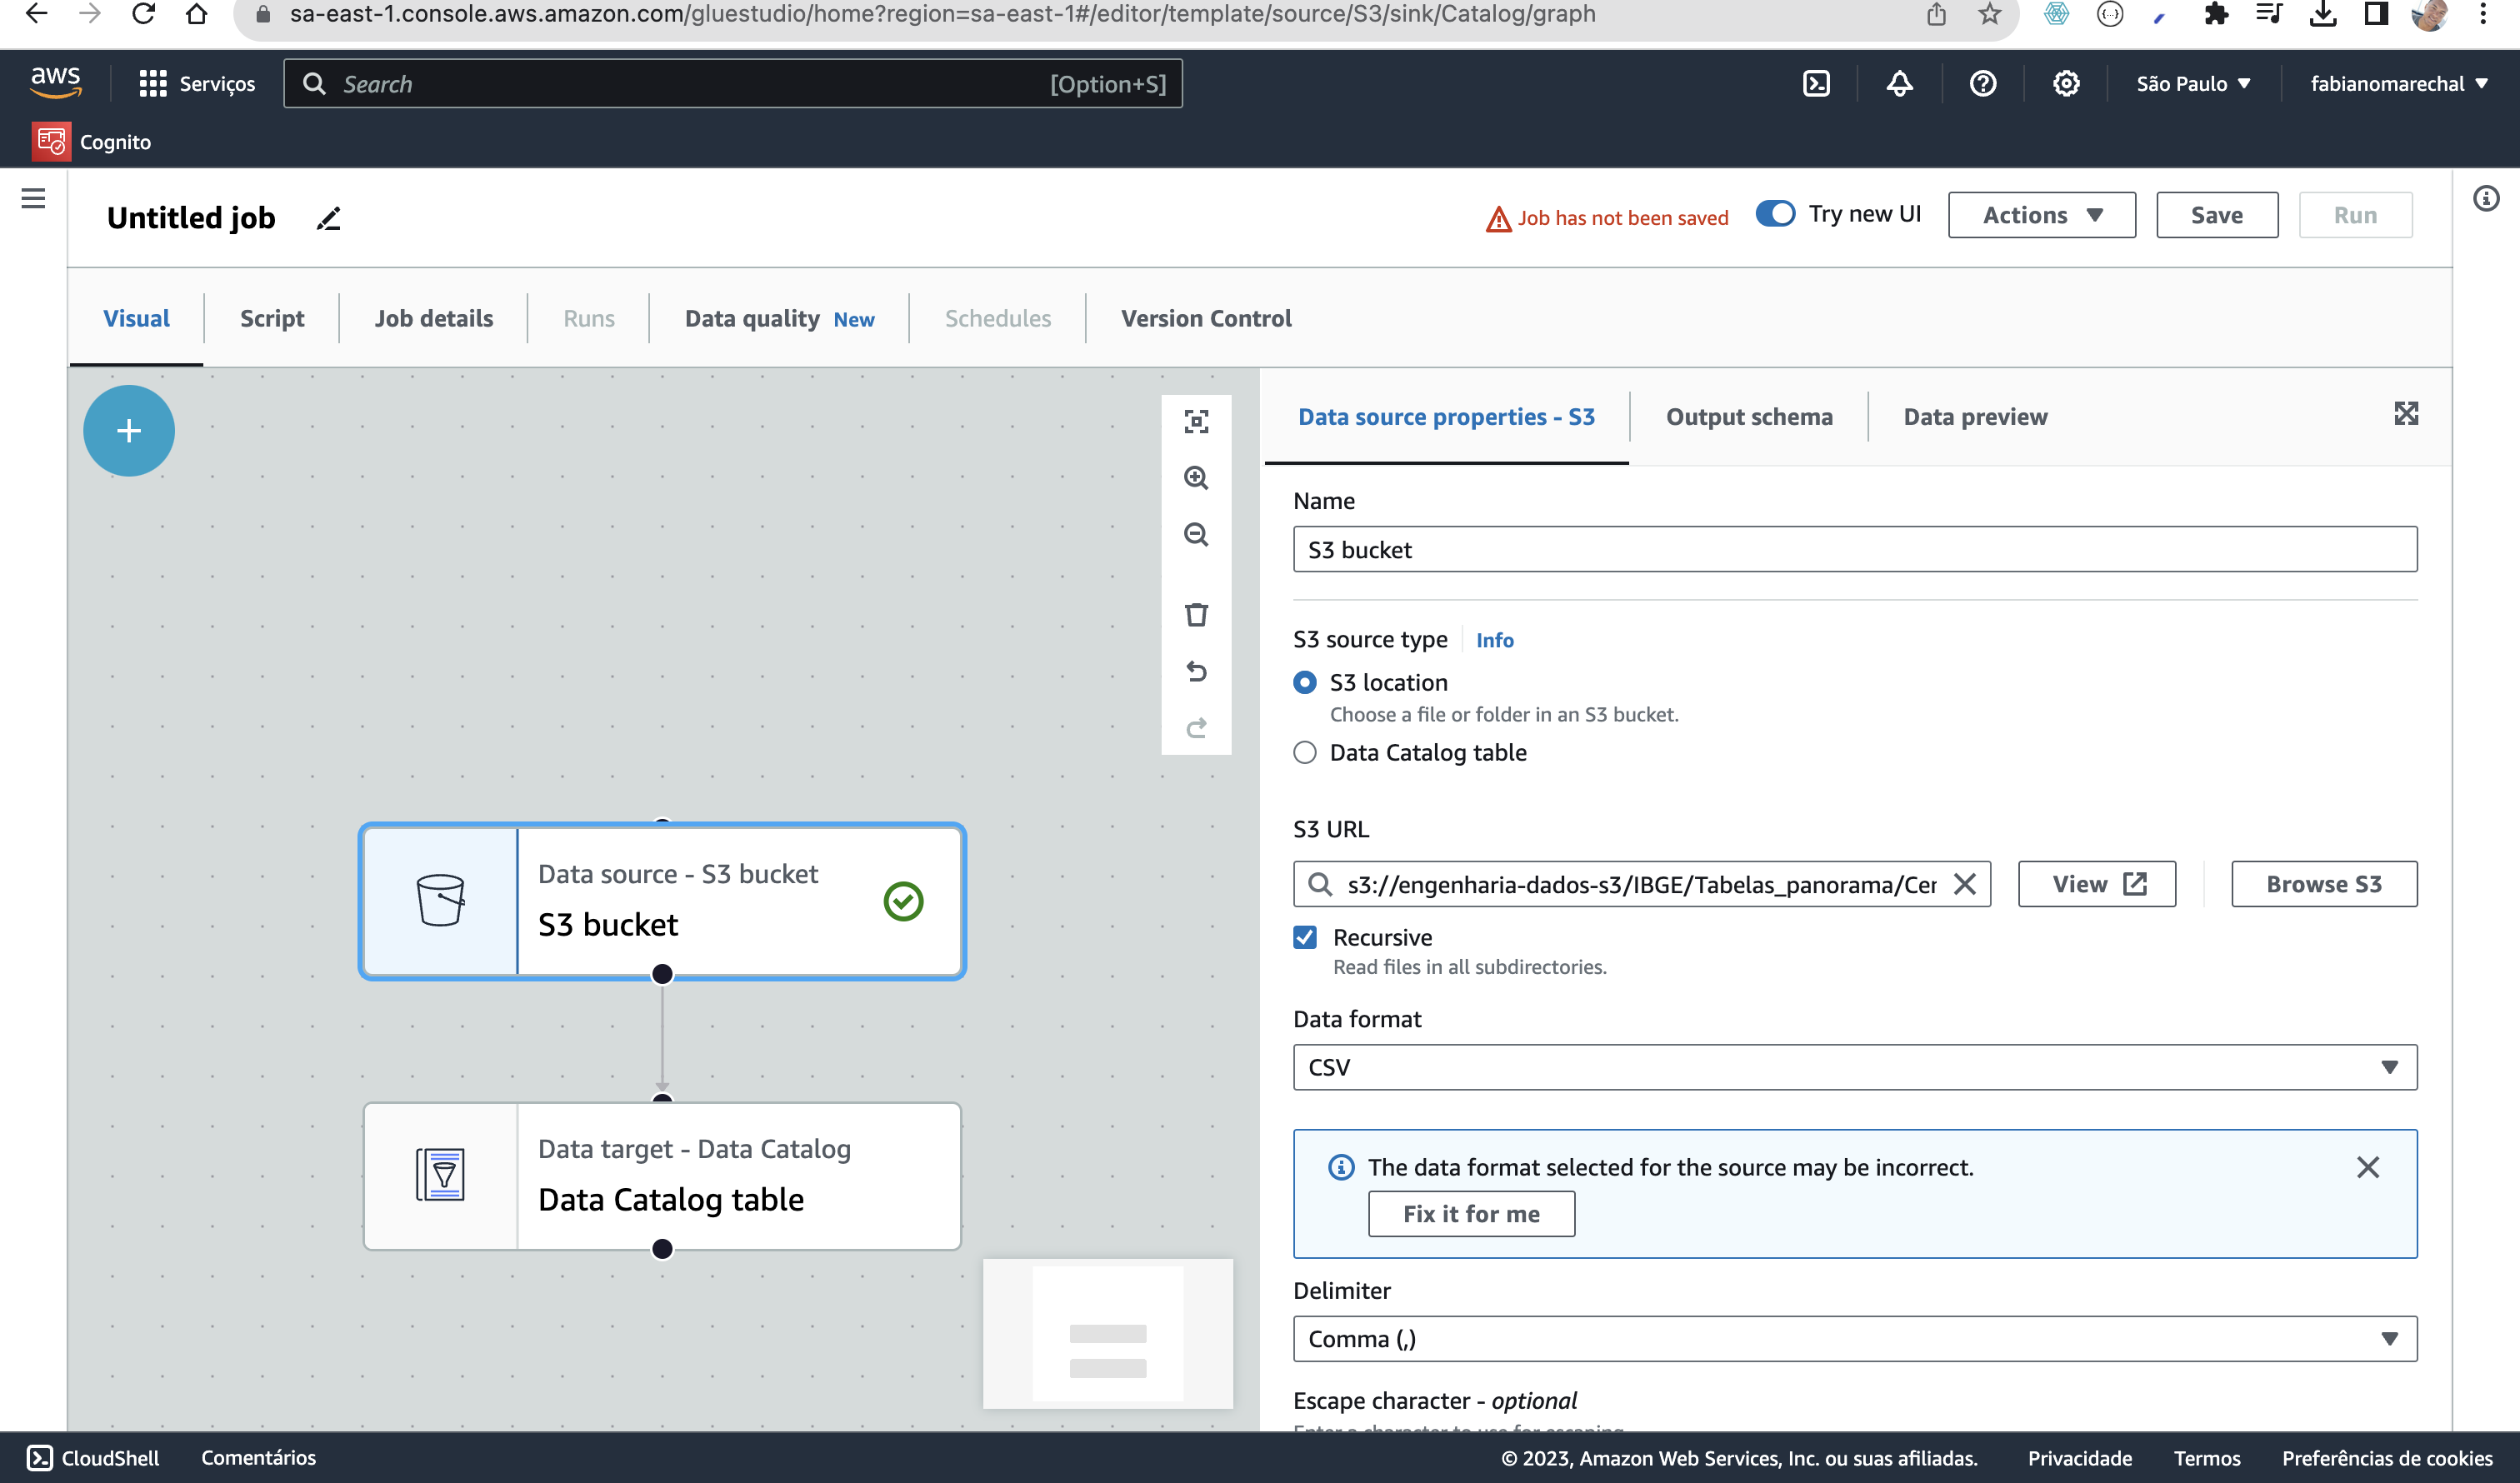 sa-east-1.console.aws.amazon.com/gluestudio/home?region=sa-east-1#/editor/template/source/S3/sink/Catalog/graph
aws
Serviços
Search
[Option+S]
São Paulo
fabianomarechal
Cognito
Untitled job
Job has not been saved
Try new UI
Actions
Save
Run
Visual
Script
Job details
Runs
Data quality New
Schedules
Version Control
Data source properties - S3
Output schema
Data preview
Name
S3 bucket
S3 source type
Info
S3 location
Choose a file or folder in an S3 bucket.
Data Catalog table
S3 URL
s3://engenharia-dados-s3/IBGE/Tabelas_panorama/Cer
View
Browse S3
Recursive
Read files in all subdirectories.
Data format
CSV
The data format selected for the source may be incorrect.
Fix it for me
Delimiter
Comma (,)
Escape character - optional
Enter a character to use for escaping
Data source - S3 bucket
S3 bucket
Data target - Data Catalog
Data Catalog table
CloudShell
Comentários
© 2023, Amazon Web Services, Inc. ou suas afiliadas.
Privacidade
Termos
Preferências de cookies